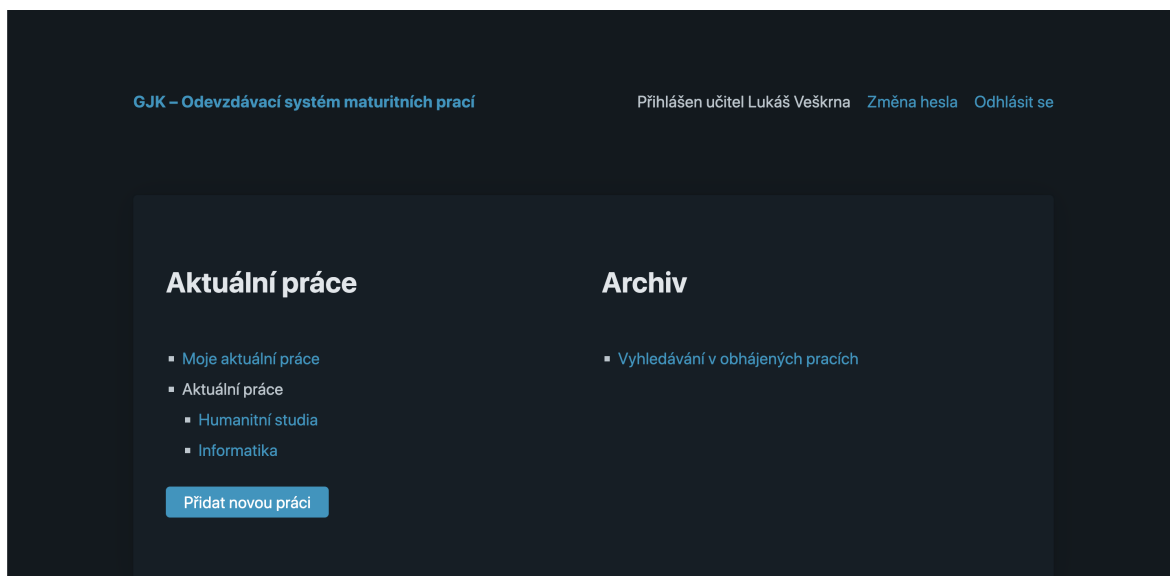 GJK – Odevzdávací systém maturitních prací
Přihlášen učitel Lukáš Veškrna Změna hesla Odhlásit se
Aktuální práce
Moje aktuální práce
Aktuální práce
Humanitní studia
Informatika
Přidat novou práci
Archiv
Vyhledávání v obhájených pracích